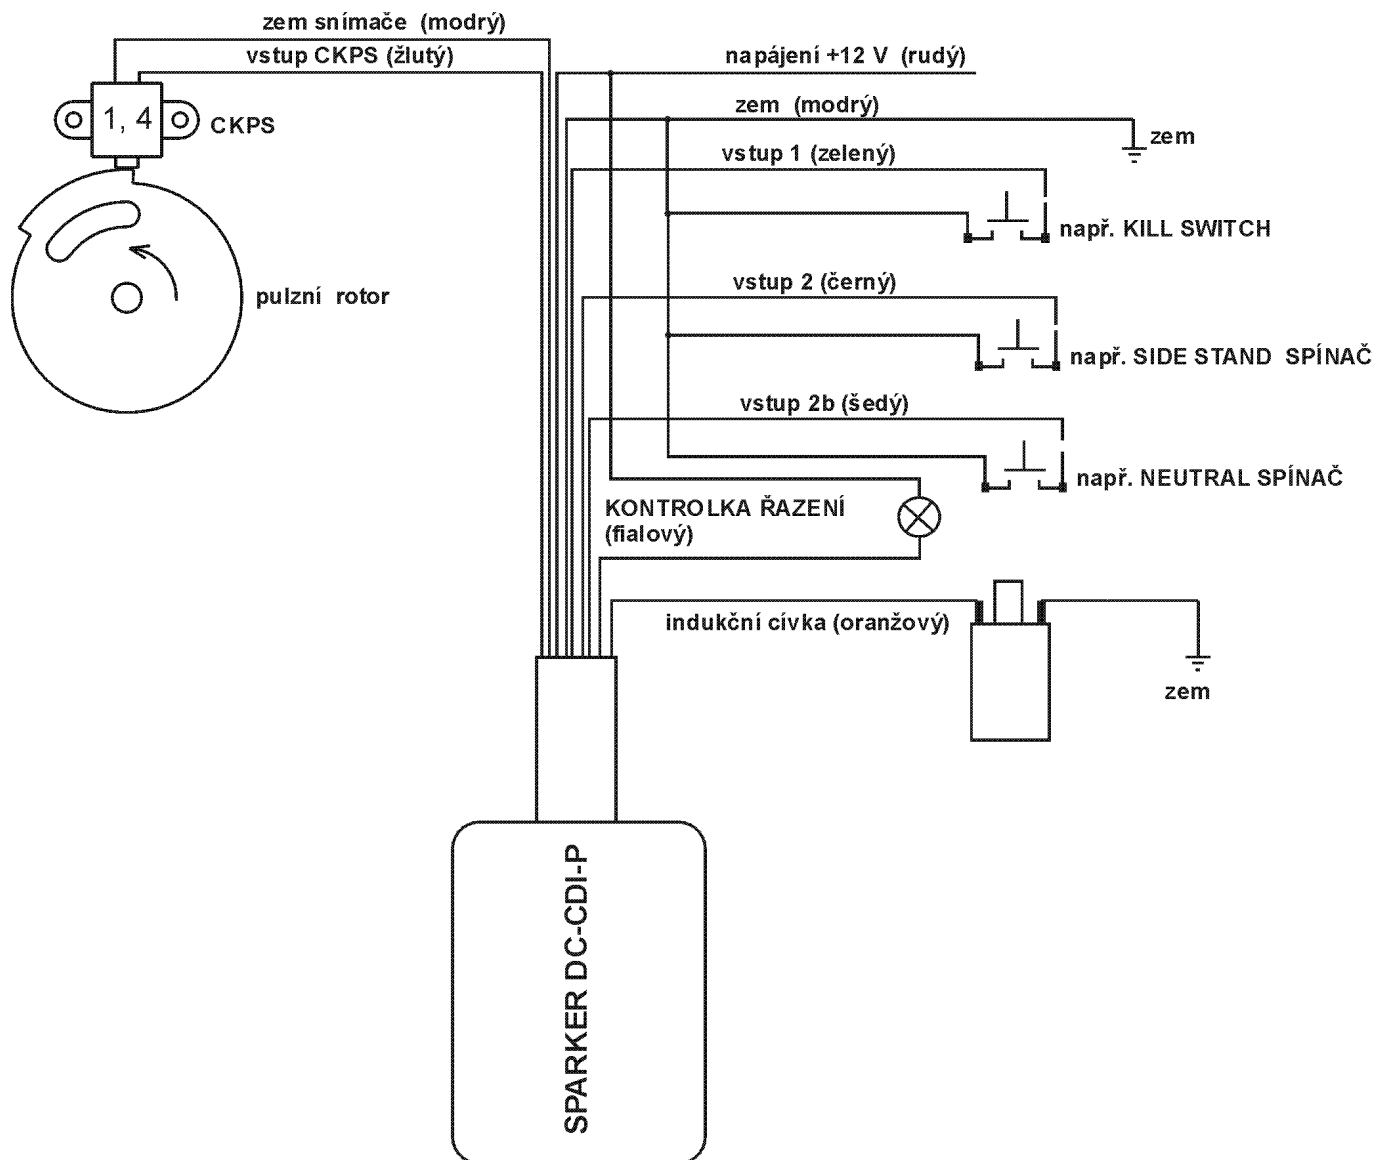 zem snímače (modrý)
vstup CKPS (žlutý)
napájení +12 V (rudý)
zem (modrý)
zem
1, 4
CKPS
vstup 1 (zelený)
např. KILL SWITCH
vstup 2 (černý)
pulzní rotor
např. SIDE STAND SPÍNAČ
vstup 2b (šedý)
např. NEUTRAL SPÍNAČ
KONTROLKA ŘAZENÍ
(fialový)
indukční cívka (oranžový)
zem
SPARKER DC-CDI-P